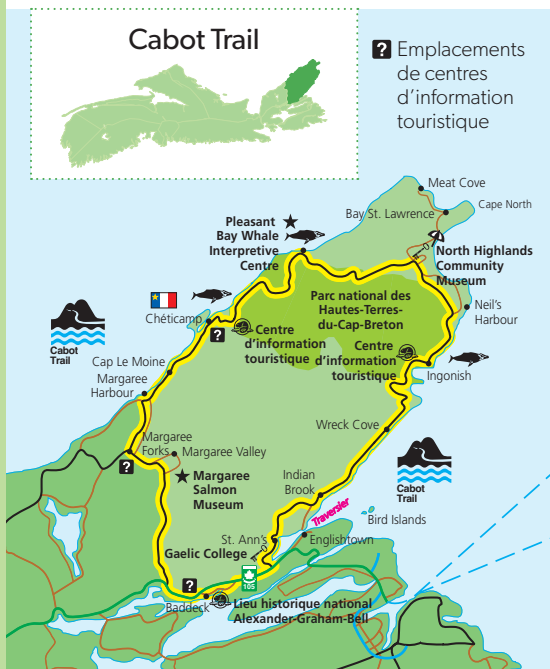 Cabot Trail
? Emplacements
de centres
d’information
touristique
Meat Cove
Cape North
Bay St. Lawrence
Pleasant
Bay Whale
Interpretive
Centre
North Highlands
Community
Museum
Parc national des
Hautes-Terres-
du-Cap-Breton
Neil’s
Harbour
Chéticamp
?
Centre
d’information
touristique
Centre
d’information
touristique
Ingonish
Cabot
Trail
Cap Le Moine
Margaree
Harbour
Wreck Cove
Margaree
Forks
Margaree Valley
?
Margaree
Salmon
Museum
Cabot
Trail
Indian
Brook
Traversier
Bird Islands
St. Ann’s
Englishtown
Gaelic College
105
?
Baddeck
Lieu historique national
Alexander-Graham-Bell